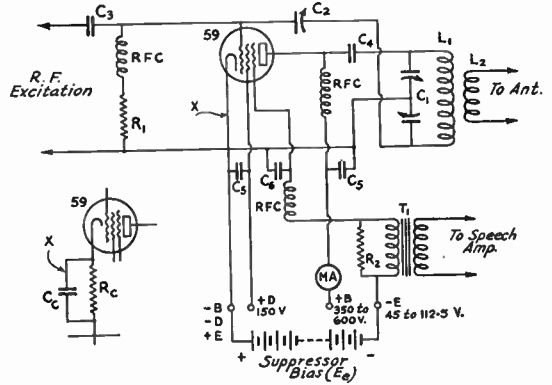 C3
C2
59
C4
L1
L2
RFC
RFC
R.F.
Excitation
To Ant.
X
C1
R1
C5
C6
C5
59
RFC
T1
X
To Speech
Amp.
R2
MA
CC
RC
-B
-D
+E
+D
150 V
+B
350 to
600 V.
-E
45 to 112.5 V.
+
-
Suppressor
Bias (Ee)